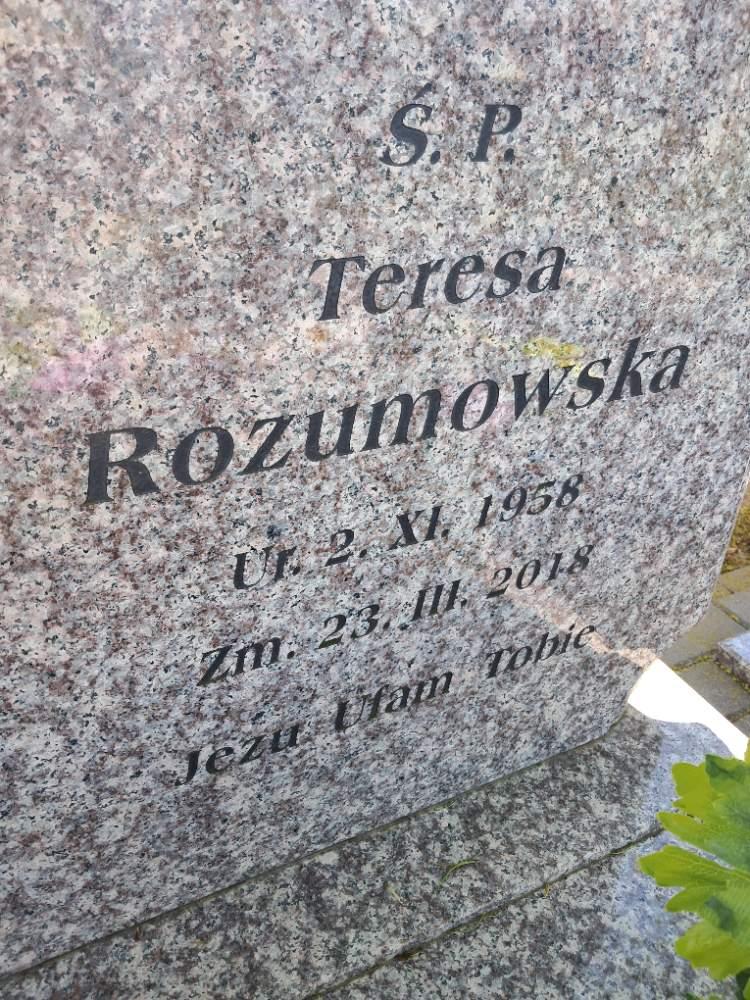 Ś. P.
Teresa
Rozumowska
Ur. 2. XI. 1958
Zm. 23. III. 2018
Jezu Ufam Tobie